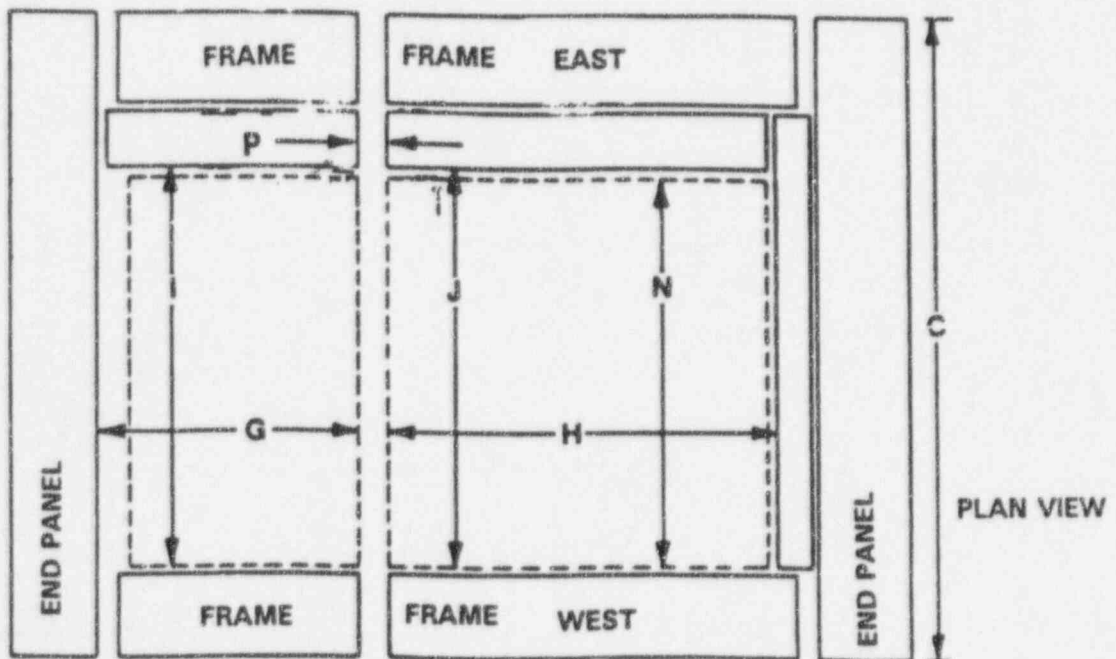 FRAME FRAME EAST
P
N
G H
END PANEL
END PANEL
PLAN VIEW
FRAME FRAME WEST